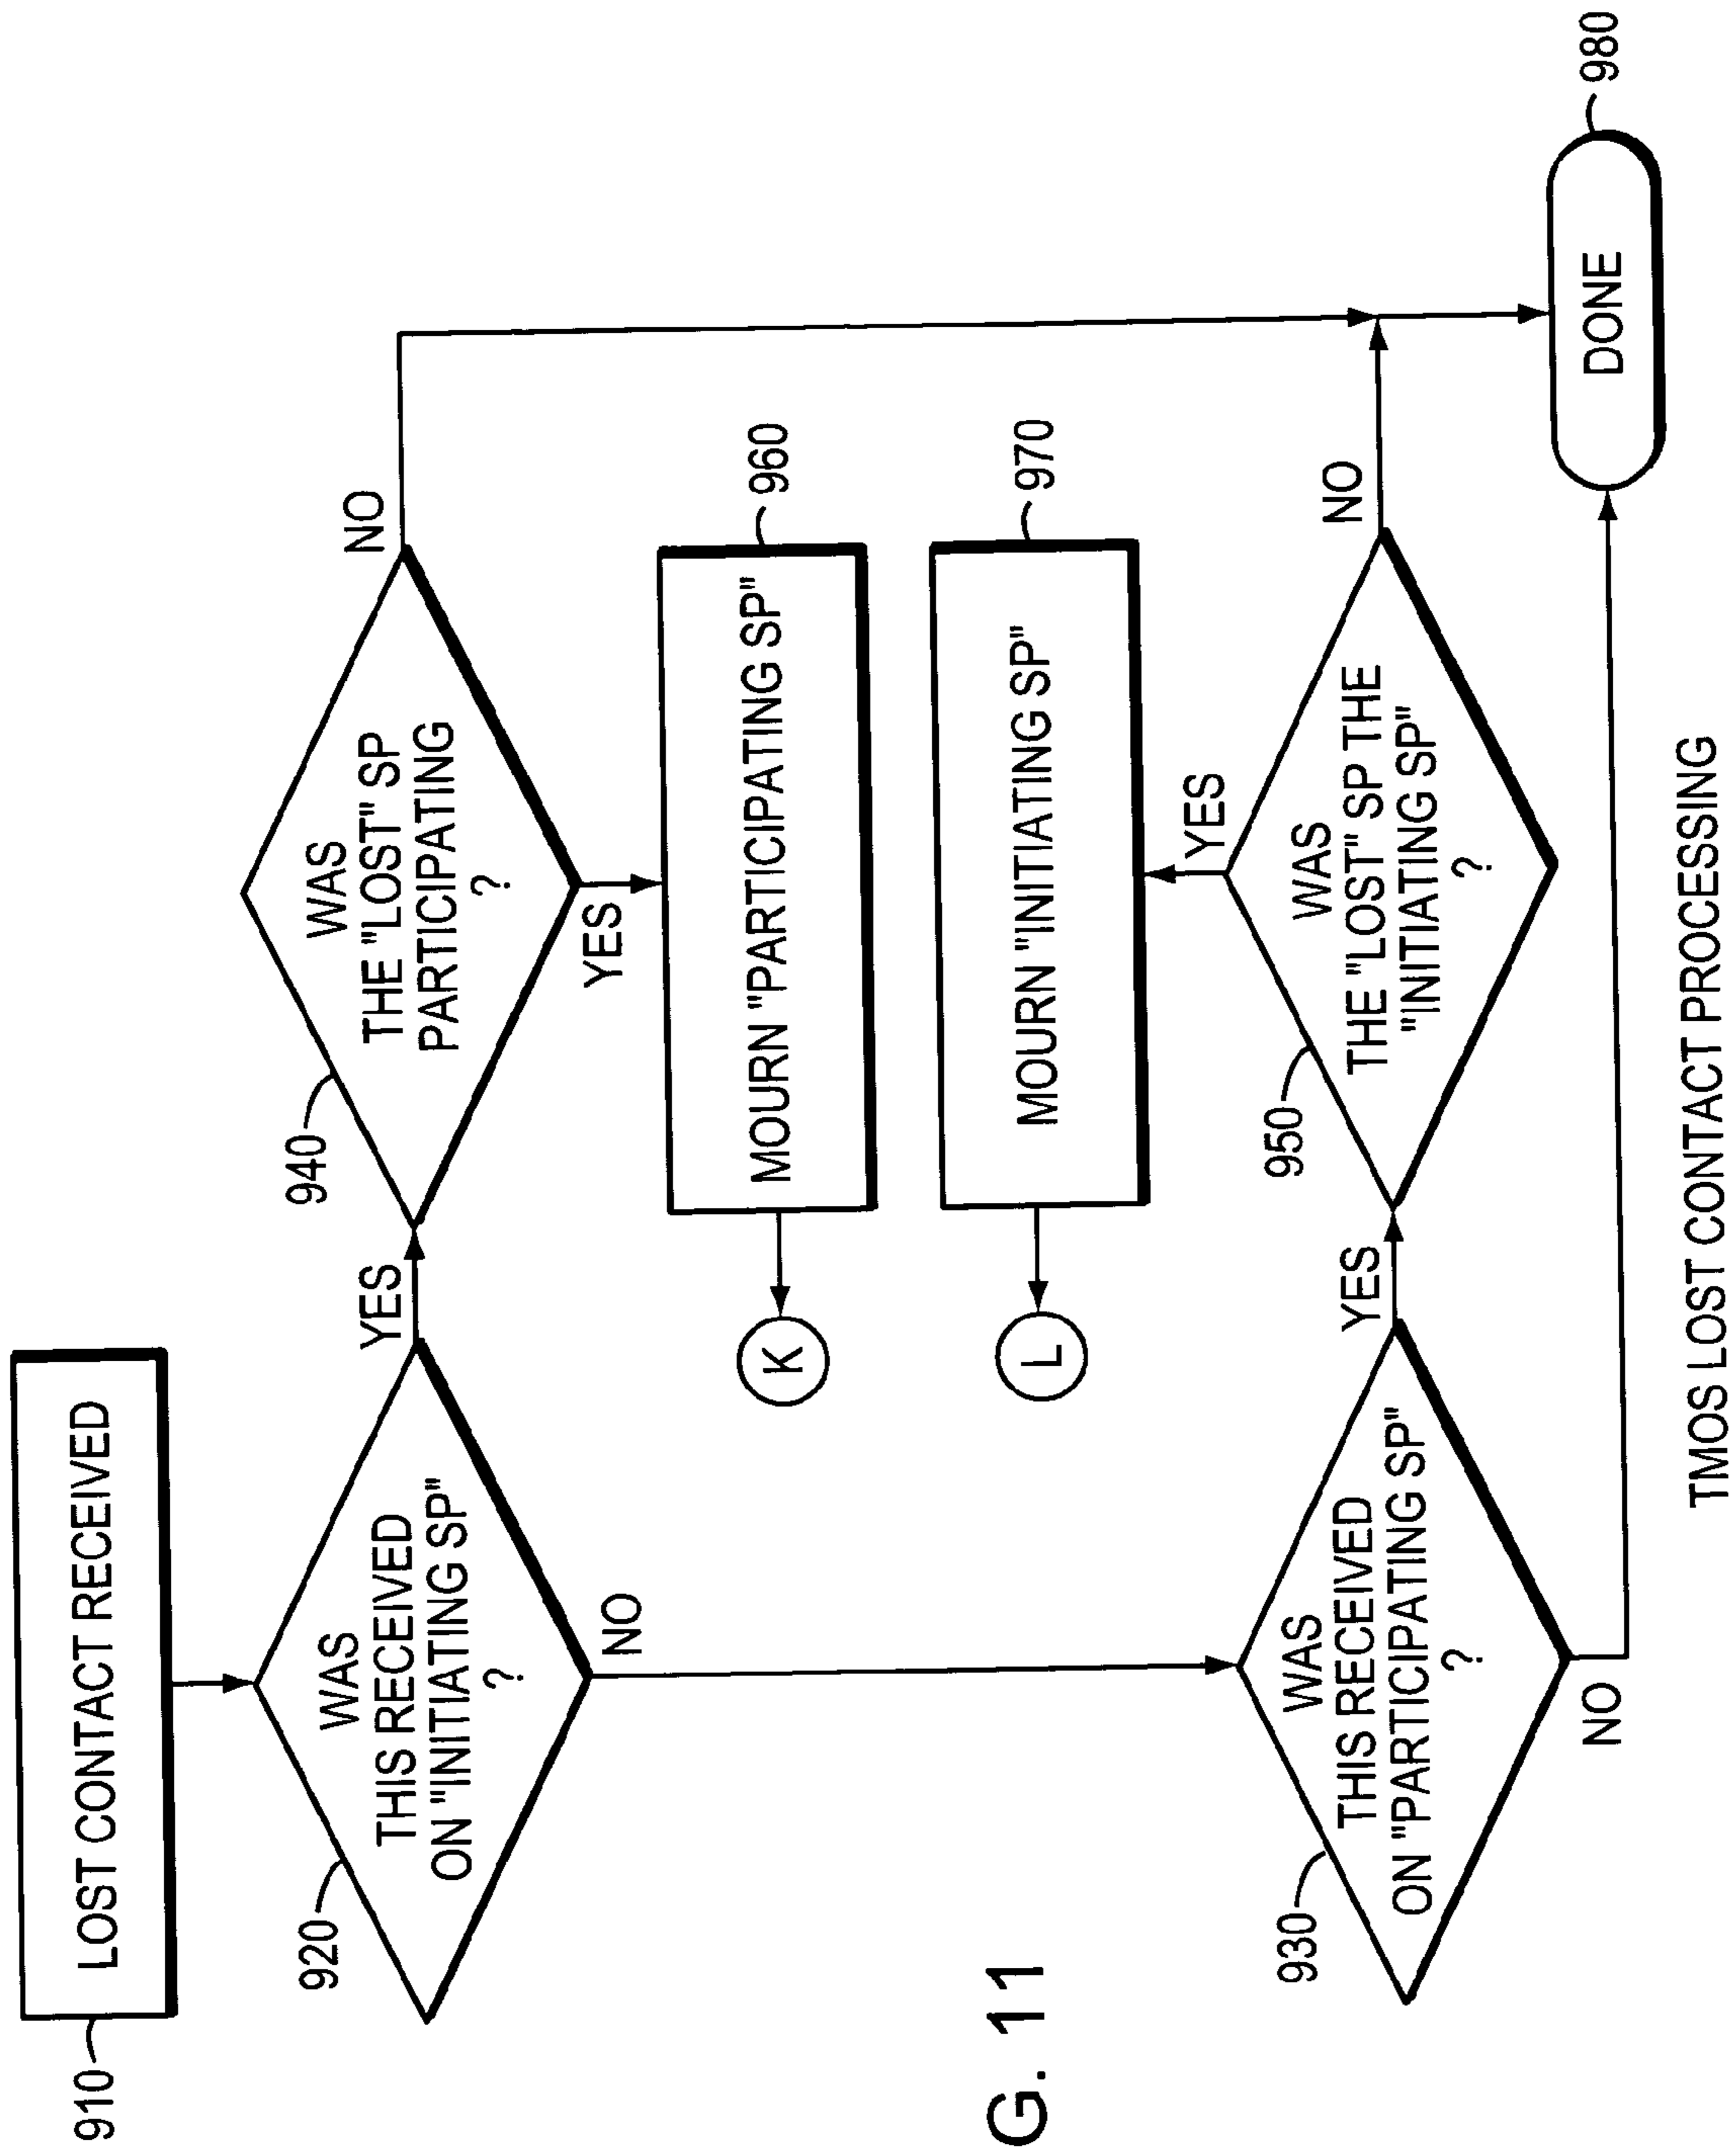 910
LOST CONTACT RECEIVED
920
WAS
THIS RECEIVED
ON "INITIATING SP"
?
YES
NO
940
WAS
THE "LOST" SP
PARTICIPATING
?
NO
YES
960
MOURN "PARTICIPATING SP"
K
970
MOURN "INITIATING SP"
L
930
WAS
THIS RECEIVED
ON "PARTICIPATING SP"
?
YES
NO
950
WAS
THE "LOST" SP THE
"INITIATING SP"
?
YES
NO
980
DONE
G. 11
TMOS LOST CONTACT PROCESSING